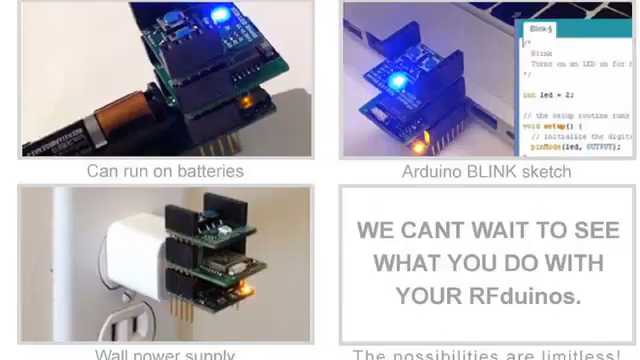 Blink §
/*
Blink
Turns on an LED on for
*/
int led = 2;
// the setup routine runs
void setup() {
// initialize the digita
pinMode(led, OUTPUT);
Can run on batteries
Arduino BLINK sketch
WE CANT WAIT TO SEE
WHAT YOU DO WITH
YOUR RFduinos.
Wall power supply
The possibilities are limitless!